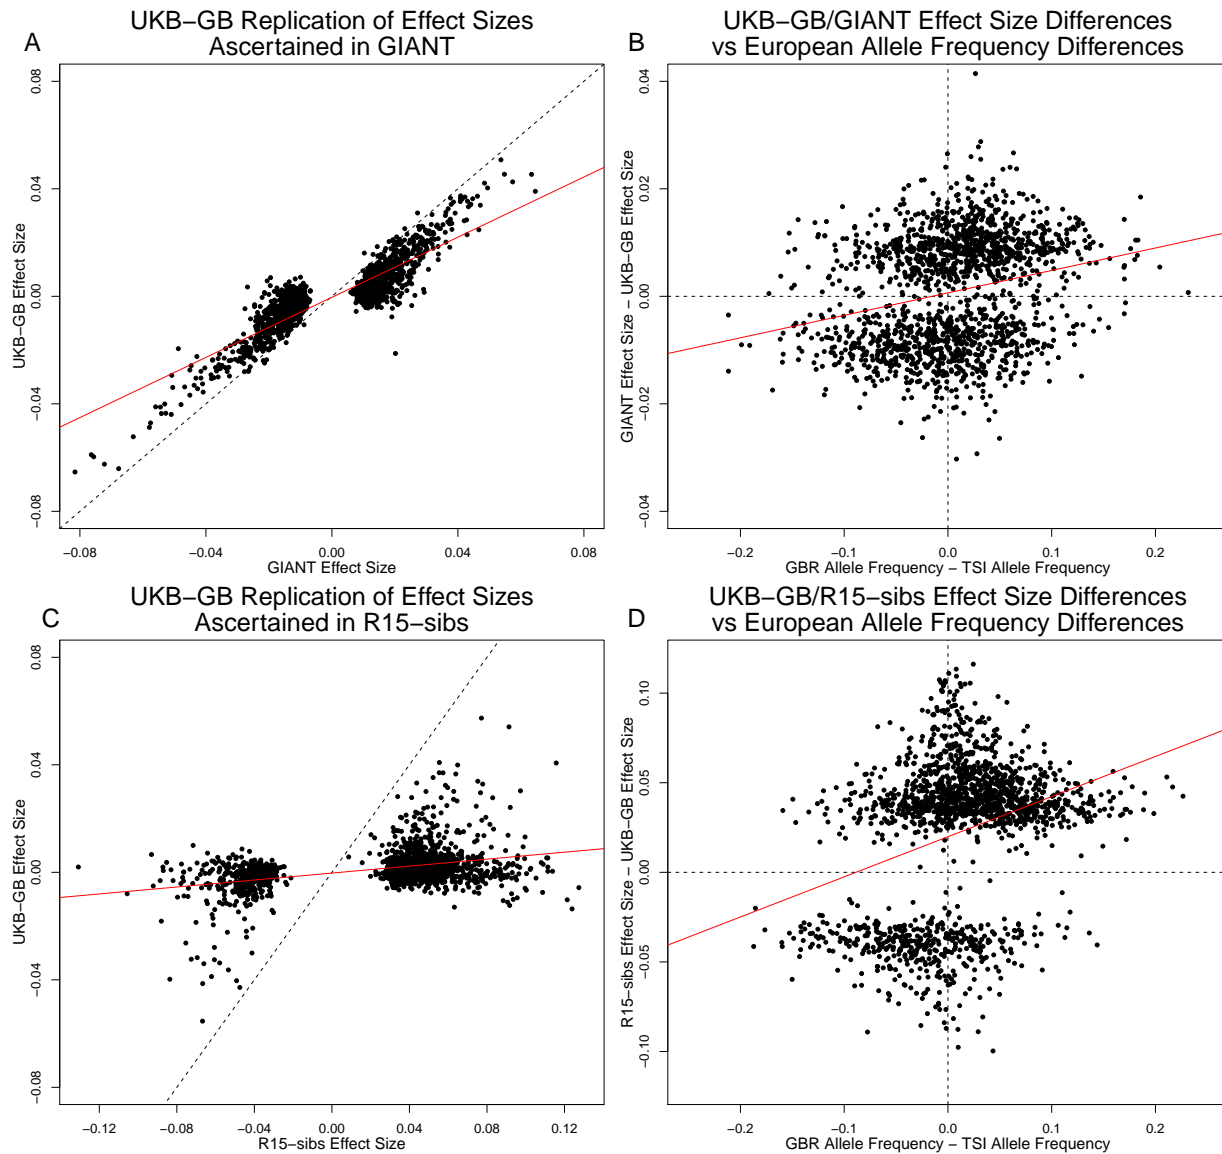 UKB−GB Replication of Effect Sizes
Ascertained in GIANT
A
0.08
0.04
0.00
−0.04
−0.08
UKB−GB Effect Size
−0.08
−0.04
0.00
0.04
0.08
GIANT Effect Size
UKB−GB/GIANT Effect Size Differences
vs European Allele Frequency Differences
B
0.04
0.02
0.00
−0.02
−0.04
GIANT Effect Size − UKB−GB Effect Size
−0.2
−0.1
0.0
0.1
0.2
GBR Allele Frequency − TSI Allele Frequency
UKB−GB Replication of Effect Sizes
Ascertained in R15−sibs
C
0.08
0.04
0.00
−0.04
−0.08
UKB−GB Effect Size
−0.12
−0.08
−0.04
0.00
0.04
0.08
0.12
R15−sibs Effect Size
UKB−GB/R15−sibs Effect Size Differences
vs European Allele Frequency Differences
D
0.10
0.05
0.00
−0.05
−0.10
R15−sibs Effect Size − UKB−GB Effect Size
−0.2
−0.1
0.0
0.1
0.2
GBR Allele Frequency − TSI Allele Frequency